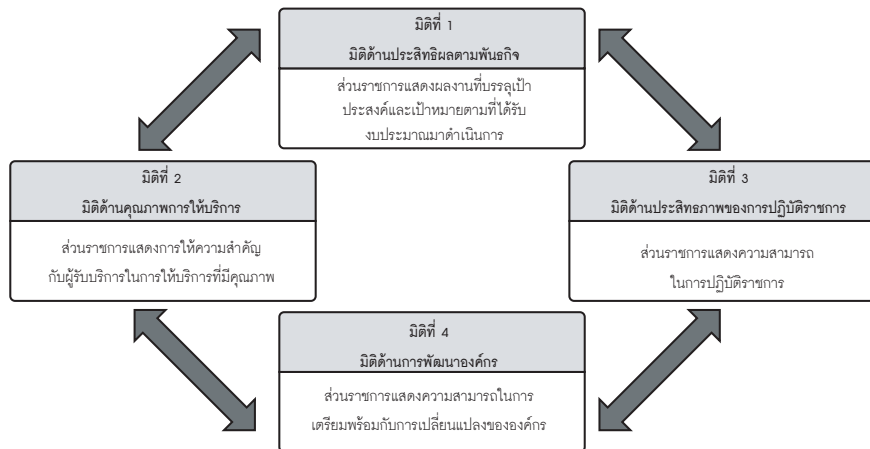 มิติที่ 1
มิติด้านประสิทธิผลตามพันธกิจ
ส่วนราชการแสดงผลงานที่บรรลุเป้า
ประสงค์และเป้าหมายตามที่ได้รับ
งบประมาณมาดำเนินการ
มิติที่ 2
มิติด้านคุณภาพการให้บริการ
ส่วนราชการแสดงการให้ความสำคัญ
กับผู้รับบริการในการให้บริการที่มีคุณภาพ
มิติที่ 3
มิติด้านประสิทธภาพของการปฏิบัติราชการ
ส่วนราชการแสดงความสามารถ
ในการปฏิบัติราชการ
มิติที่ 4
มิติด้านการพัฒนาองค์กร
ส่วนราชการแสดงความสามารถในการ
เตรียมพร้อมกับการเปลี่ยนแปลงขององค์กร